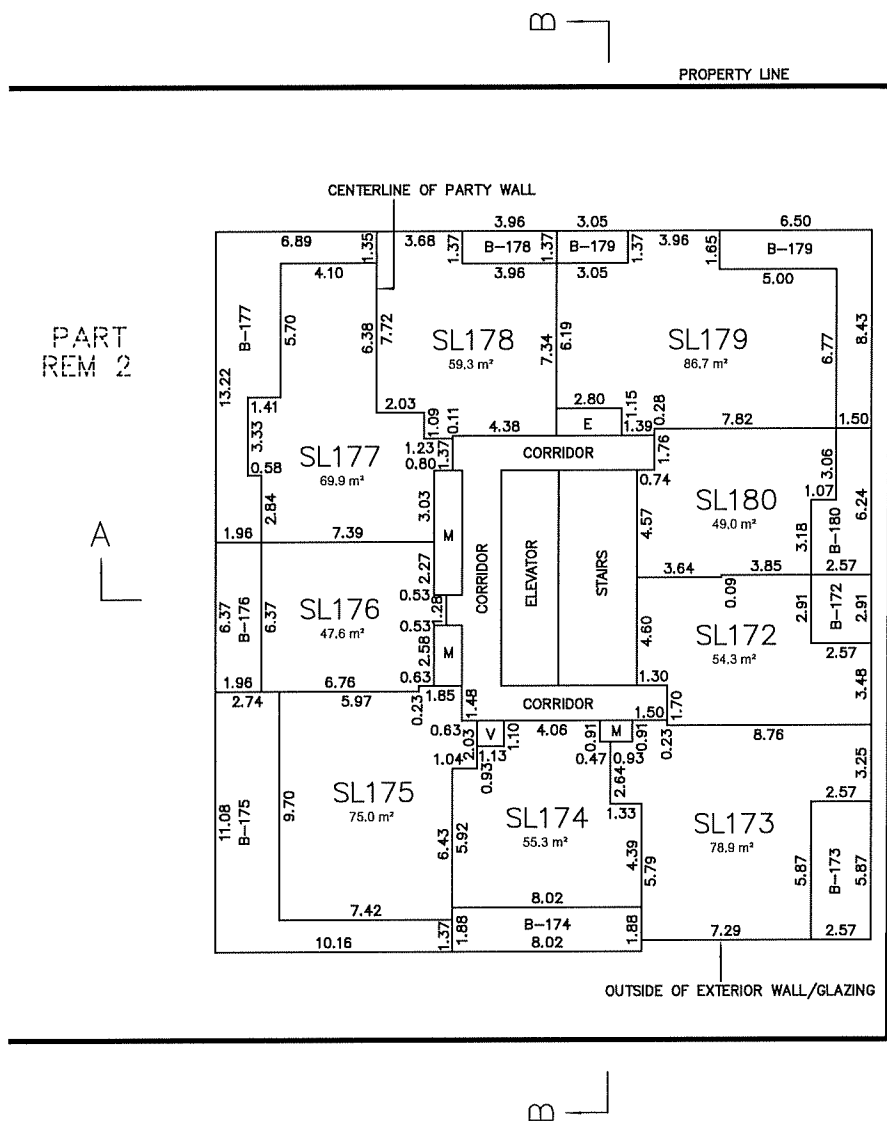 B
PROPERTY LINE
CENTERLINE OF PARTY WALL
3.96 3.05 6.50
6.89 1.35 3.68 1.37 B-178 1.37 B-179 1.37 3.96 1.65 B-179
4.10 3.96 3.05 5.00
PART
REM 2
B-177 5.70 6.38 7.72 SL178 7.34 6.19 SL179 6.77 8.43
59.3 m² 86.7 m²
13.22
1.41 2.03 2.80 1.15 0.28
1.09 0.11 4.38 E 1.39 7.82 1.50
3.33 SL177 1.23 1.37 CORRIDOR 1.76 3.06
0.58 69.9 m² 0.80 0.74 SL180 1.07 6.24
2.84 3.03 M 4.57 49.0 m² 3.18 B-180
A
1.96 7.39 CORRIDOR ELEVATOR STAIRS 3.64 3.85 2.57
2.27 0.09
6.37 B-176 6.37 SL176 0.53 1.28 SL172 2.91 B-172 2.91
47.6 m² 0.53 4.60 54.3 m² 2.57
2.58 M 3.48
1.96 6.76 0.63 1.30
2.74 5.97 0.23 1.85 1.48 CORRIDOR 1.50 1.70
0.63 2.03 V 1.10 4.06 0.91 M 0.91 0.23 8.76
1.04 0.93 1.13 0.47 0.93 3.25
11.08 B-175 9.70 SL175 2.64 2.57
75.0 m² SL174 1.33 SL173
6.43 5.92 55.3 m² 4.39 5.79 78.9 m² 5.87 B-173 5.87
7.42 8.02
1.37 1.88 B-174 1.88 7.29 2.57
10.16 8.02
OUTSIDE OF EXTERIOR WALL/GLAZING
B